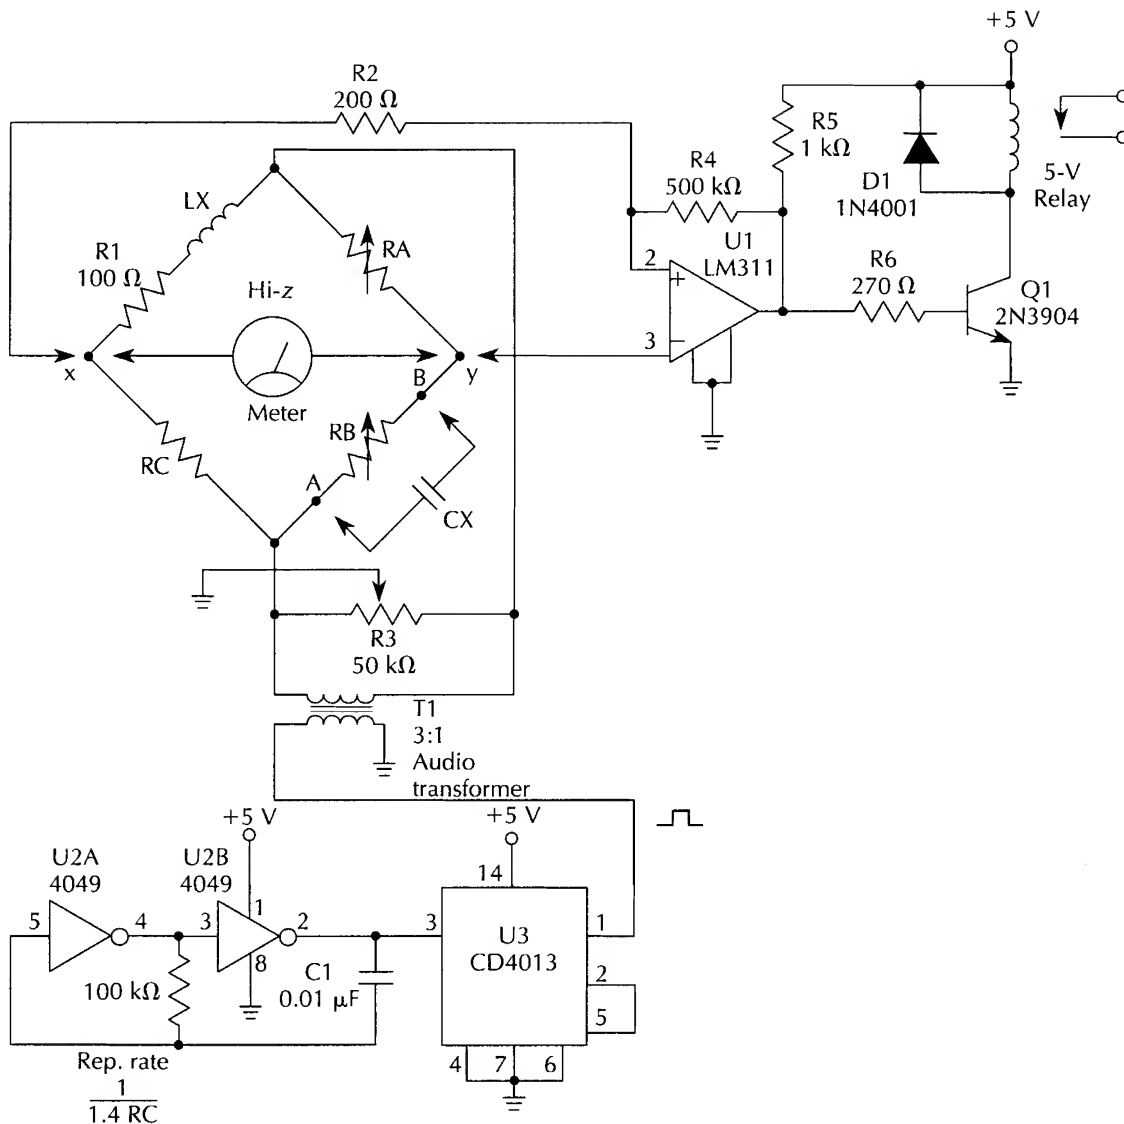 +5 V
R2
200 Ω
R5
1 kΩ
R4
500 kΩ
5-V
Relay
D1
1N4001
LX
R1
100 Ω
RA
U1
LM311
2
+
3
−
R6
270 Ω
Q1
2N3904
Hi-z
Meter
x
y
B
RB
A
RC
CX
R3
50 kΩ
T1
3:1
Audio
transformer
+5 V
+5 V
U2A
4049
U2B
4049
5
4
3
1
2
8
100 kΩ
C1
0.01 μF
3
14
U3
CD4013
1
2
5
4
7
6
Rep. rate
1
1.4 RC